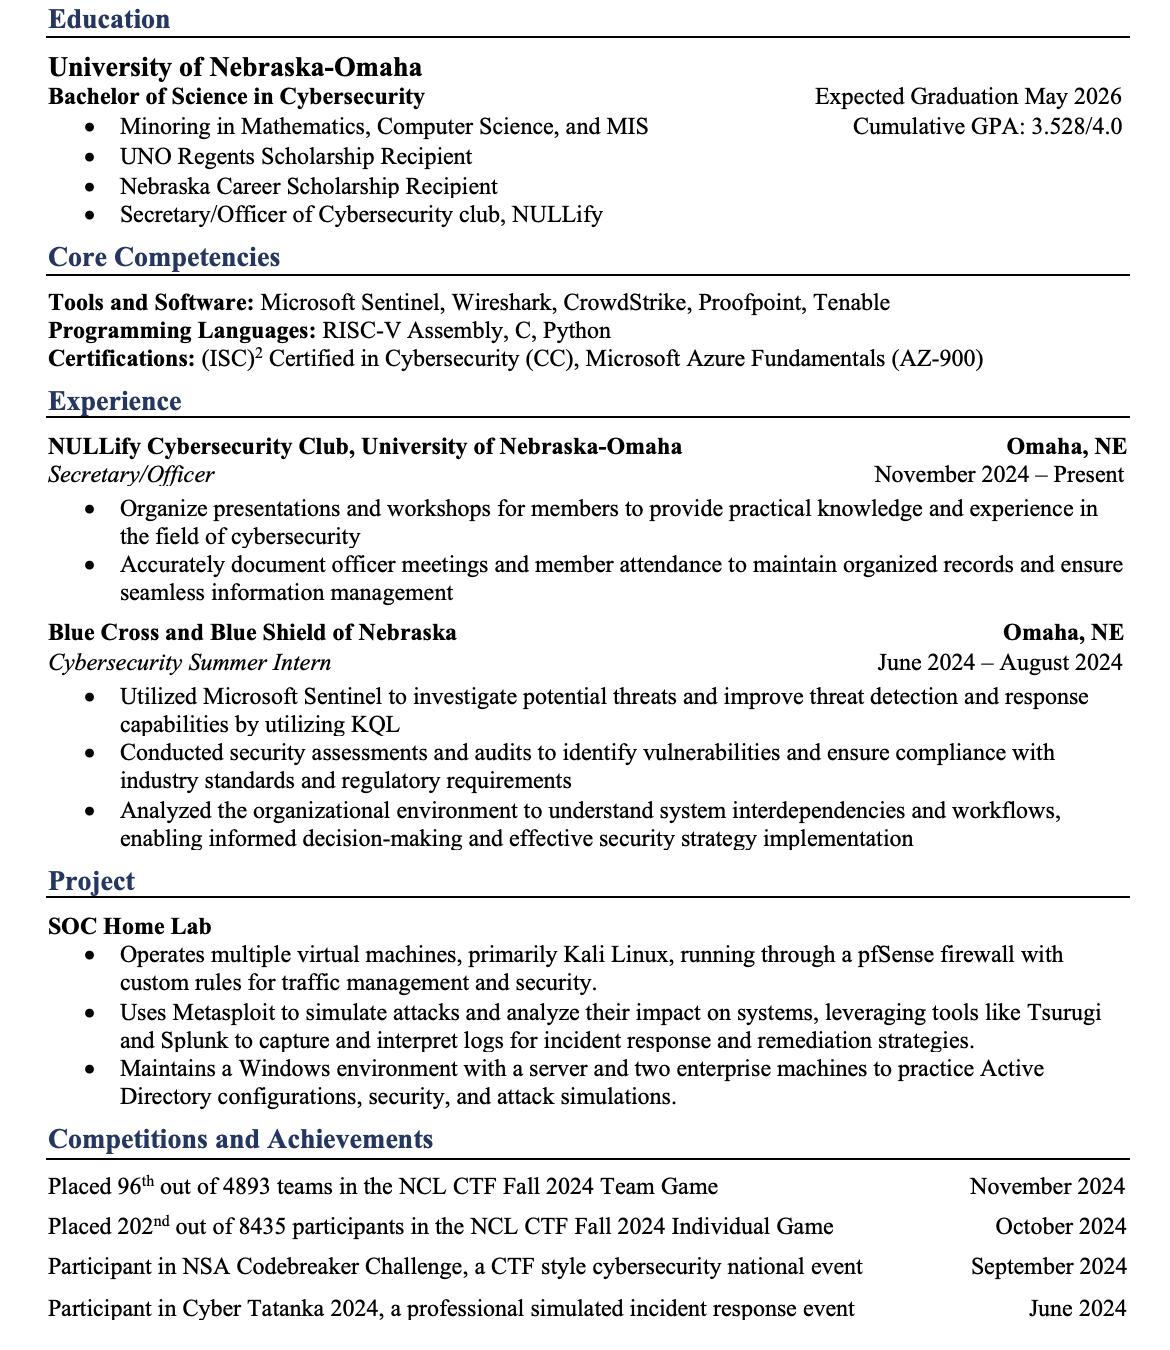 Education
University of Nebraska-Omaha
Bachelor of Science in Cybersecurity Expected Graduation May 2026
• Minoring in Mathematics, Computer Science, and MIS Cumulative GPA: 3.528/4.0
• UNO Regents Scholarship Recipient
• Nebraska Career Scholarship Recipient
• Secretary/Officer of Cybersecurity club, NULLify
Core Competencies
Tools and Software: Microsoft Sentinel, Wireshark, CrowdStrike, Proofpoint, Tenable
Programming Languages: RISC-V Assembly, C, Python
Certifications: (ISC)² Certified in Cybersecurity (CC), Microsoft Azure Fundamentals (AZ-900)
Experience
NULLify Cybersecurity Club, University of Nebraska-Omaha Omaha, NE
Secretary/Officer November 2024 – Present
• Organize presentations and workshops for members to provide practical knowledge and experience in
the field of cybersecurity
• Accurately document officer meetings and member attendance to maintain organized records and ensure
seamless information management
Blue Cross and Blue Shield of Nebraska Omaha, NE
Cybersecurity Summer Intern June 2024 – August 2024
• Utilized Microsoft Sentinel to investigate potential threats and improve threat detection and response
capabilities by utilizing KQL
• Conducted security assessments and audits to identify vulnerabilities and ensure compliance with
industry standards and regulatory requirements
• Analyzed the organizational environment to understand system interdependencies and workflows,
enabling informed decision-making and effective security strategy implementation
Project
SOC Home Lab
• Operates multiple virtual machines, primarily Kali Linux, running through a pfSense firewall with
custom rules for traffic management and security.
• Uses Metasploit to simulate attacks and analyze their impact on systems, leveraging tools like Tsurugi
and Splunk to capture and interpret logs for incident response and remediation strategies.
• Maintains a Windows environment with a server and two enterprise machines to practice Active
Directory configurations, security, and attack simulations.
Competitions and Achievements
Placed 96th out of 4893 teams in the NCL CTF Fall 2024 Team Game November 2024
Placed 202nd out of 8435 participants in the NCL CTF Fall 2024 Individual Game October 2024
Participant in NSA Codebreaker Challenge, a CTF style cybersecurity national event September 2024
Participant in Cyber Tatanka 2024, a professional simulated incident response event June 2024